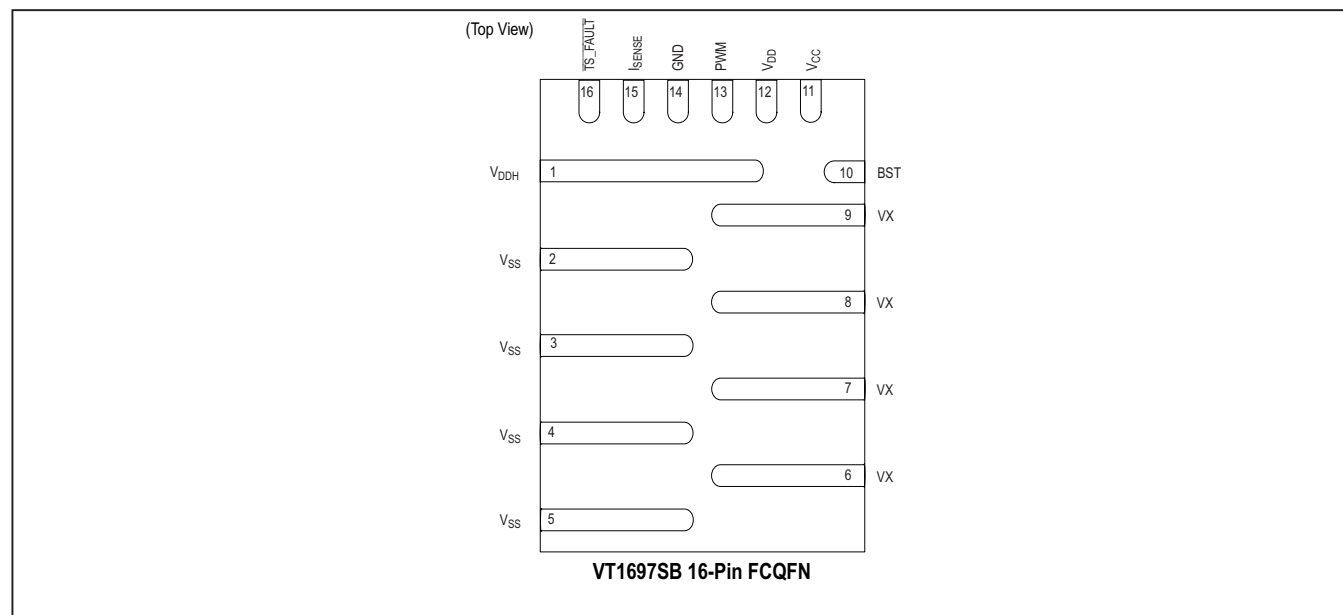 (Top View)
TS_FAULT
ISENSE
GND
PWM
VDD
VCC
16
15
14
13
12
11
VDDH
1
10
BST
9
VX
VSS
2
8
VX
VSS
3
7
VX
VSS
4
6
VX
VSS
5
VT1697SB 16-Pin FCQFN